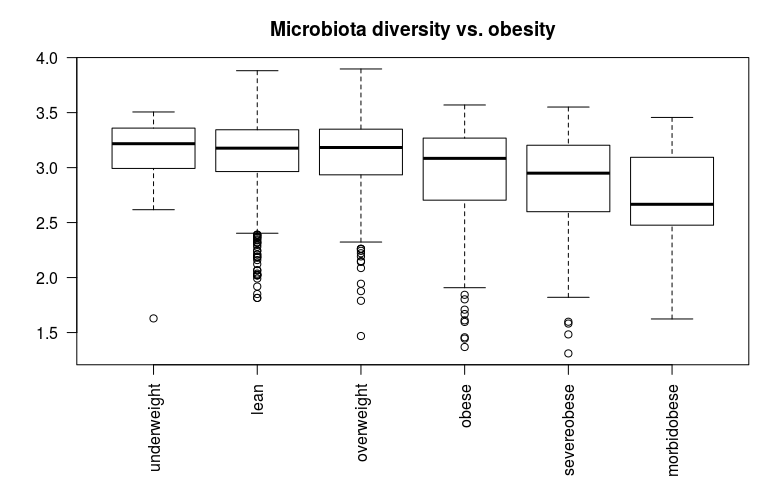 Microbiota diversity vs. obesity
4.0
3.5
3.0
2.5
2.0
1.5
underweight
lean
overweight
obese
severeobese
morbidobese